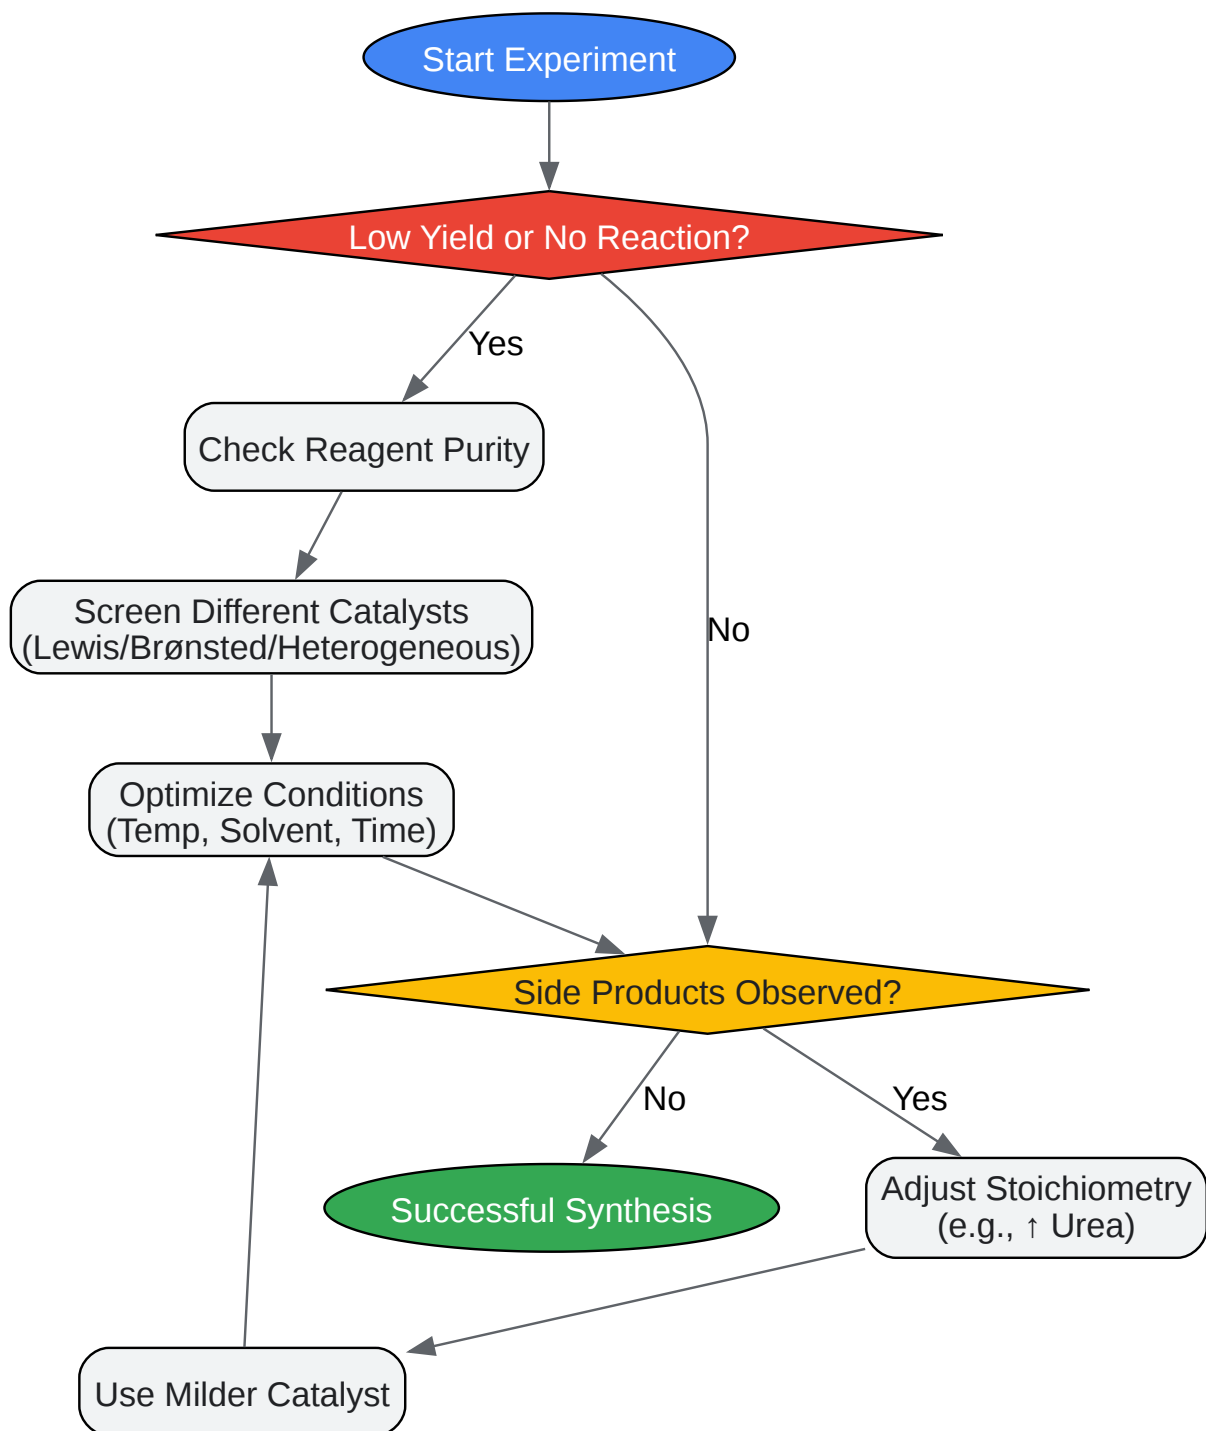 Start Experiment
Low Yield or No Reaction?
Yes
Check Reagent Purity
Screen Different Catalysts
(Lewis/Brønsted/Heterogeneous)
No
Optimize Conditions
(Temp, Solvent, Time)
Side Products Observed?
No
Yes
Successful Synthesis
Adjust Stoichiometry
(e.g., ↑ Urea)
Use Milder Catalyst